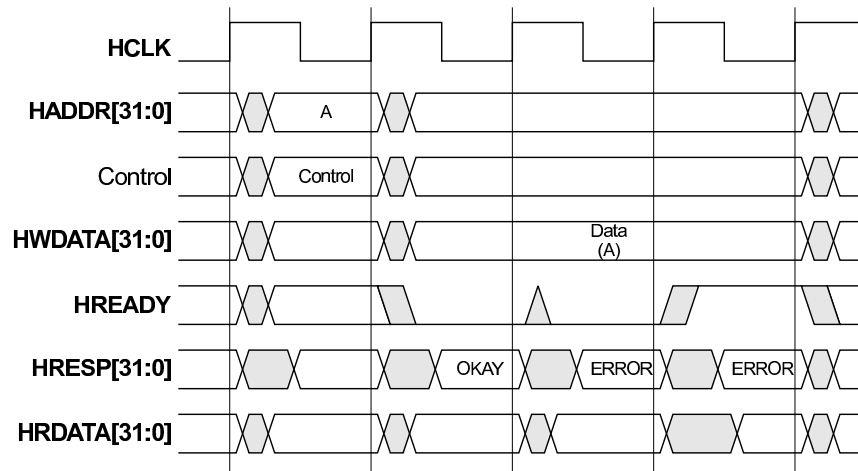 HCLK
HADDR[31:0] A
Control Control
HWDATA[31:0] Data
(A)
HREADY
HRESP[31:0] OKAY ERROR ERROR
HRDATA[31:0]